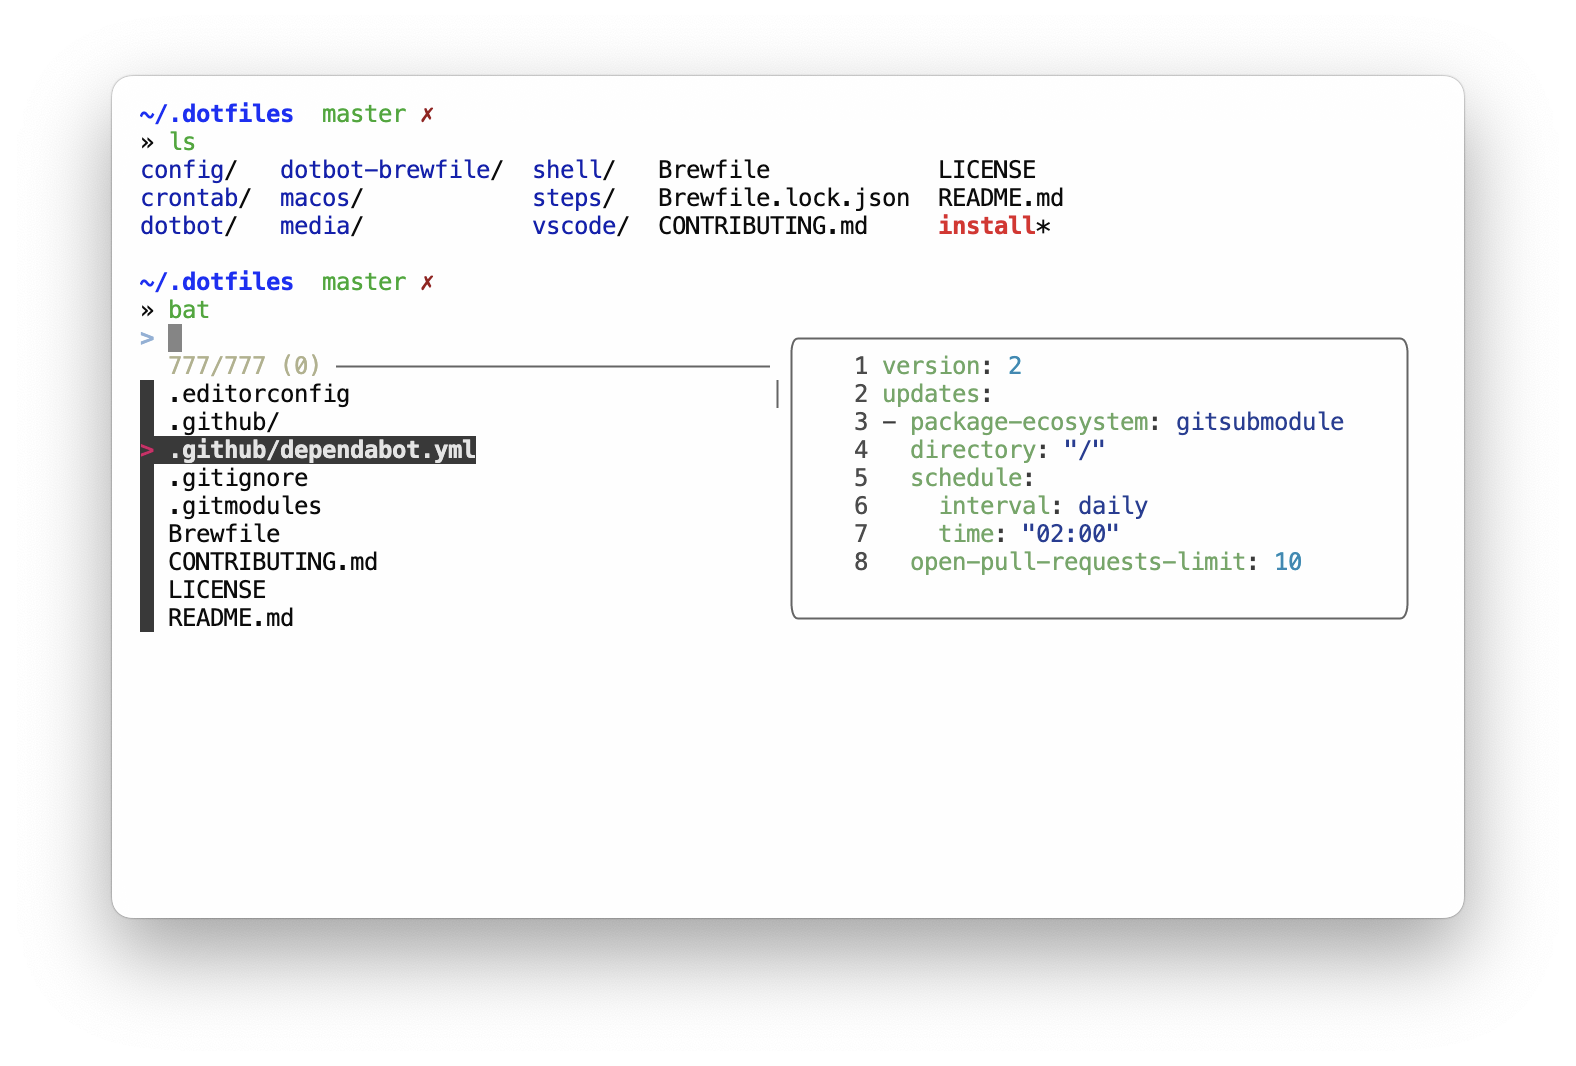 ~/.dotfiles  master ✗
» ls
config/   dotbot-brewfile/  shell/   Brewfile            LICENSE
crontab/  macos/            steps/   Brewfile.lock.json  README.md
dotbot/   media/            vscode/  CONTRIBUTING.md     install*
~/.dotfiles  master ✗
» bat
>
777/777 (0)
.editorconfig
.github/
> .github/dependabot.yml
.gitignore
.gitmodules
Brewfile
CONTRIBUTING.md
LICENSE
README.md
1 version: 2
2 updates:
3 - package-ecosystem: gitsubmodule
4   directory: "/"
5   schedule:
6     interval: daily
7     time: "02:00"
8   open-pull-requests-limit: 10